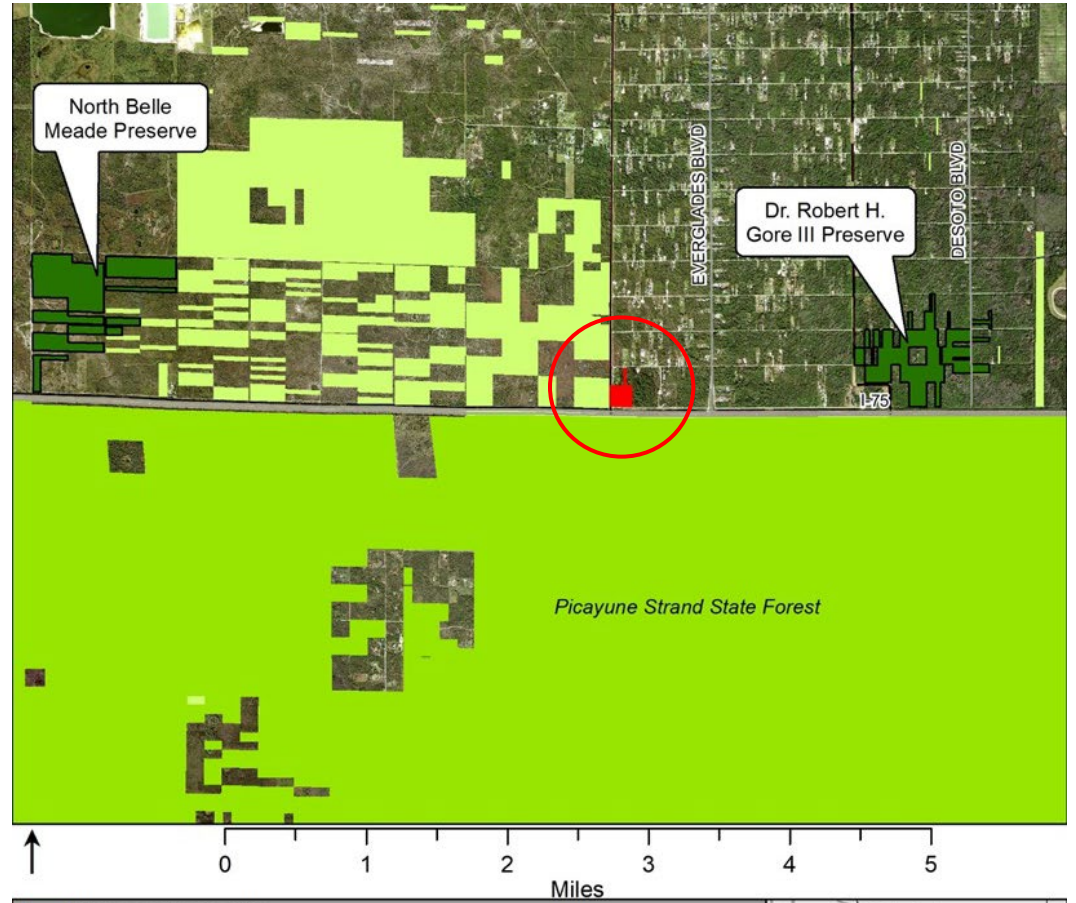 North Belle
Meade Preserve
EVERGLADES BLVD
DESOTO BLVD
Dr. Robert H.
Gore III Preserve
I-75
Picayune Strand State Forest
0 1 2 3 4 5
Miles